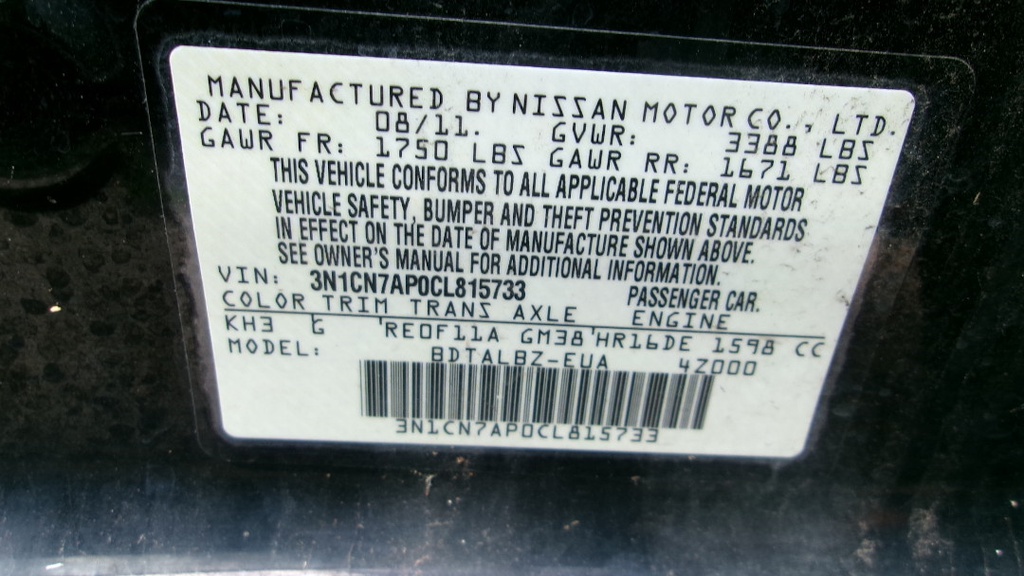 MANUFACTURED BY NISSAN MOTOR CO., LTD.
DATE: 08/11. GVWR: 3388 LBS
GAWR FR: 1750 LBS GAWR RR: 1671 LBS
THIS VEHICLE CONFORMS TO ALL APPLICABLE FEDERAL MOTOR
VEHICLE SAFETY, BUMPER AND THEFT PREVENTION STANDARDS
IN EFFECT ON THE DATE OF MANUFACTURE SHOWN ABOVE.
SEE OWNER'S MANUAL FOR ADDITIONAL INFORMATION.
VIN: 3N1CN7AP0CL815733 PASSENGER CAR.
COLOR TRIM TRANS AXLE ENGINE
KH3 G 'RE0F11A GM38'HR16DE 1598 CC
MODEL: BDTALBZ-EUA 4Z000
3N1CN7AP0CL815733